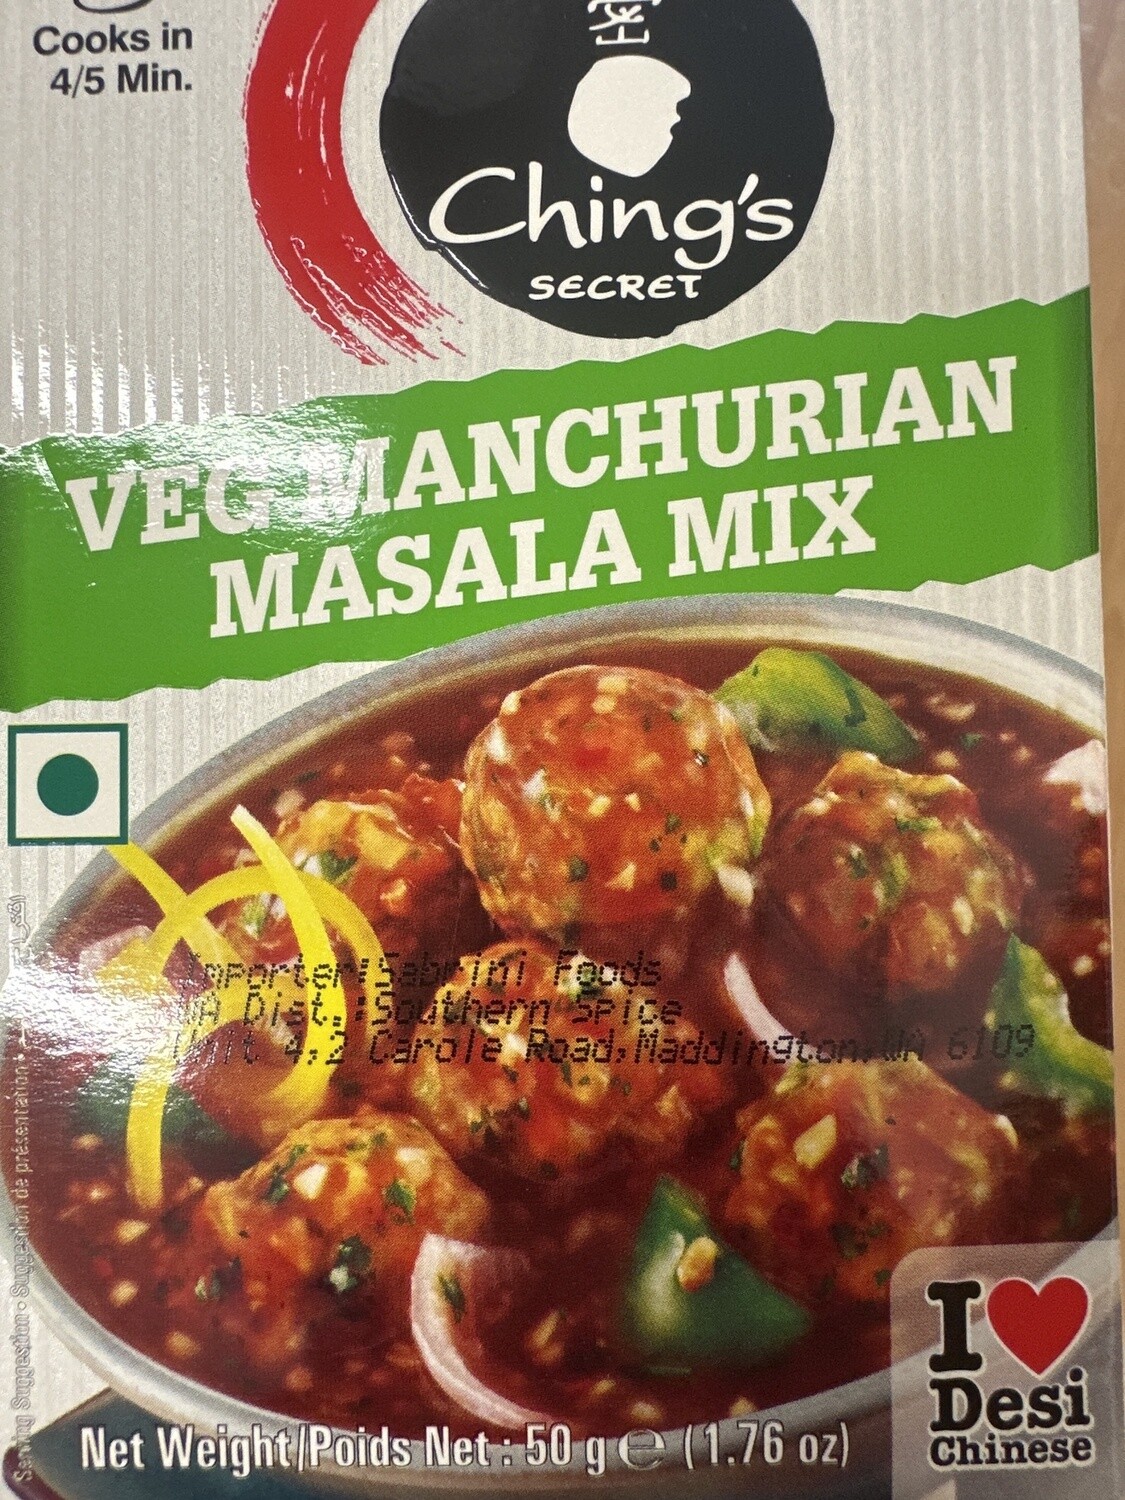 Cooks in
4/5 Min.
Ching's
SECRET
VEG MANCHURIAN
MASALA MIX
Importer:Sabrini Foods
WA Dist.:Southern Spice
Unit 4,2 Carole Road,Maddington,WA 6109
Serving Suggestion • Suggestion de présentation
I ♥
Desi
Chinese
Net Weight/Poids Net : 50 g ℮ (1.76 oz)